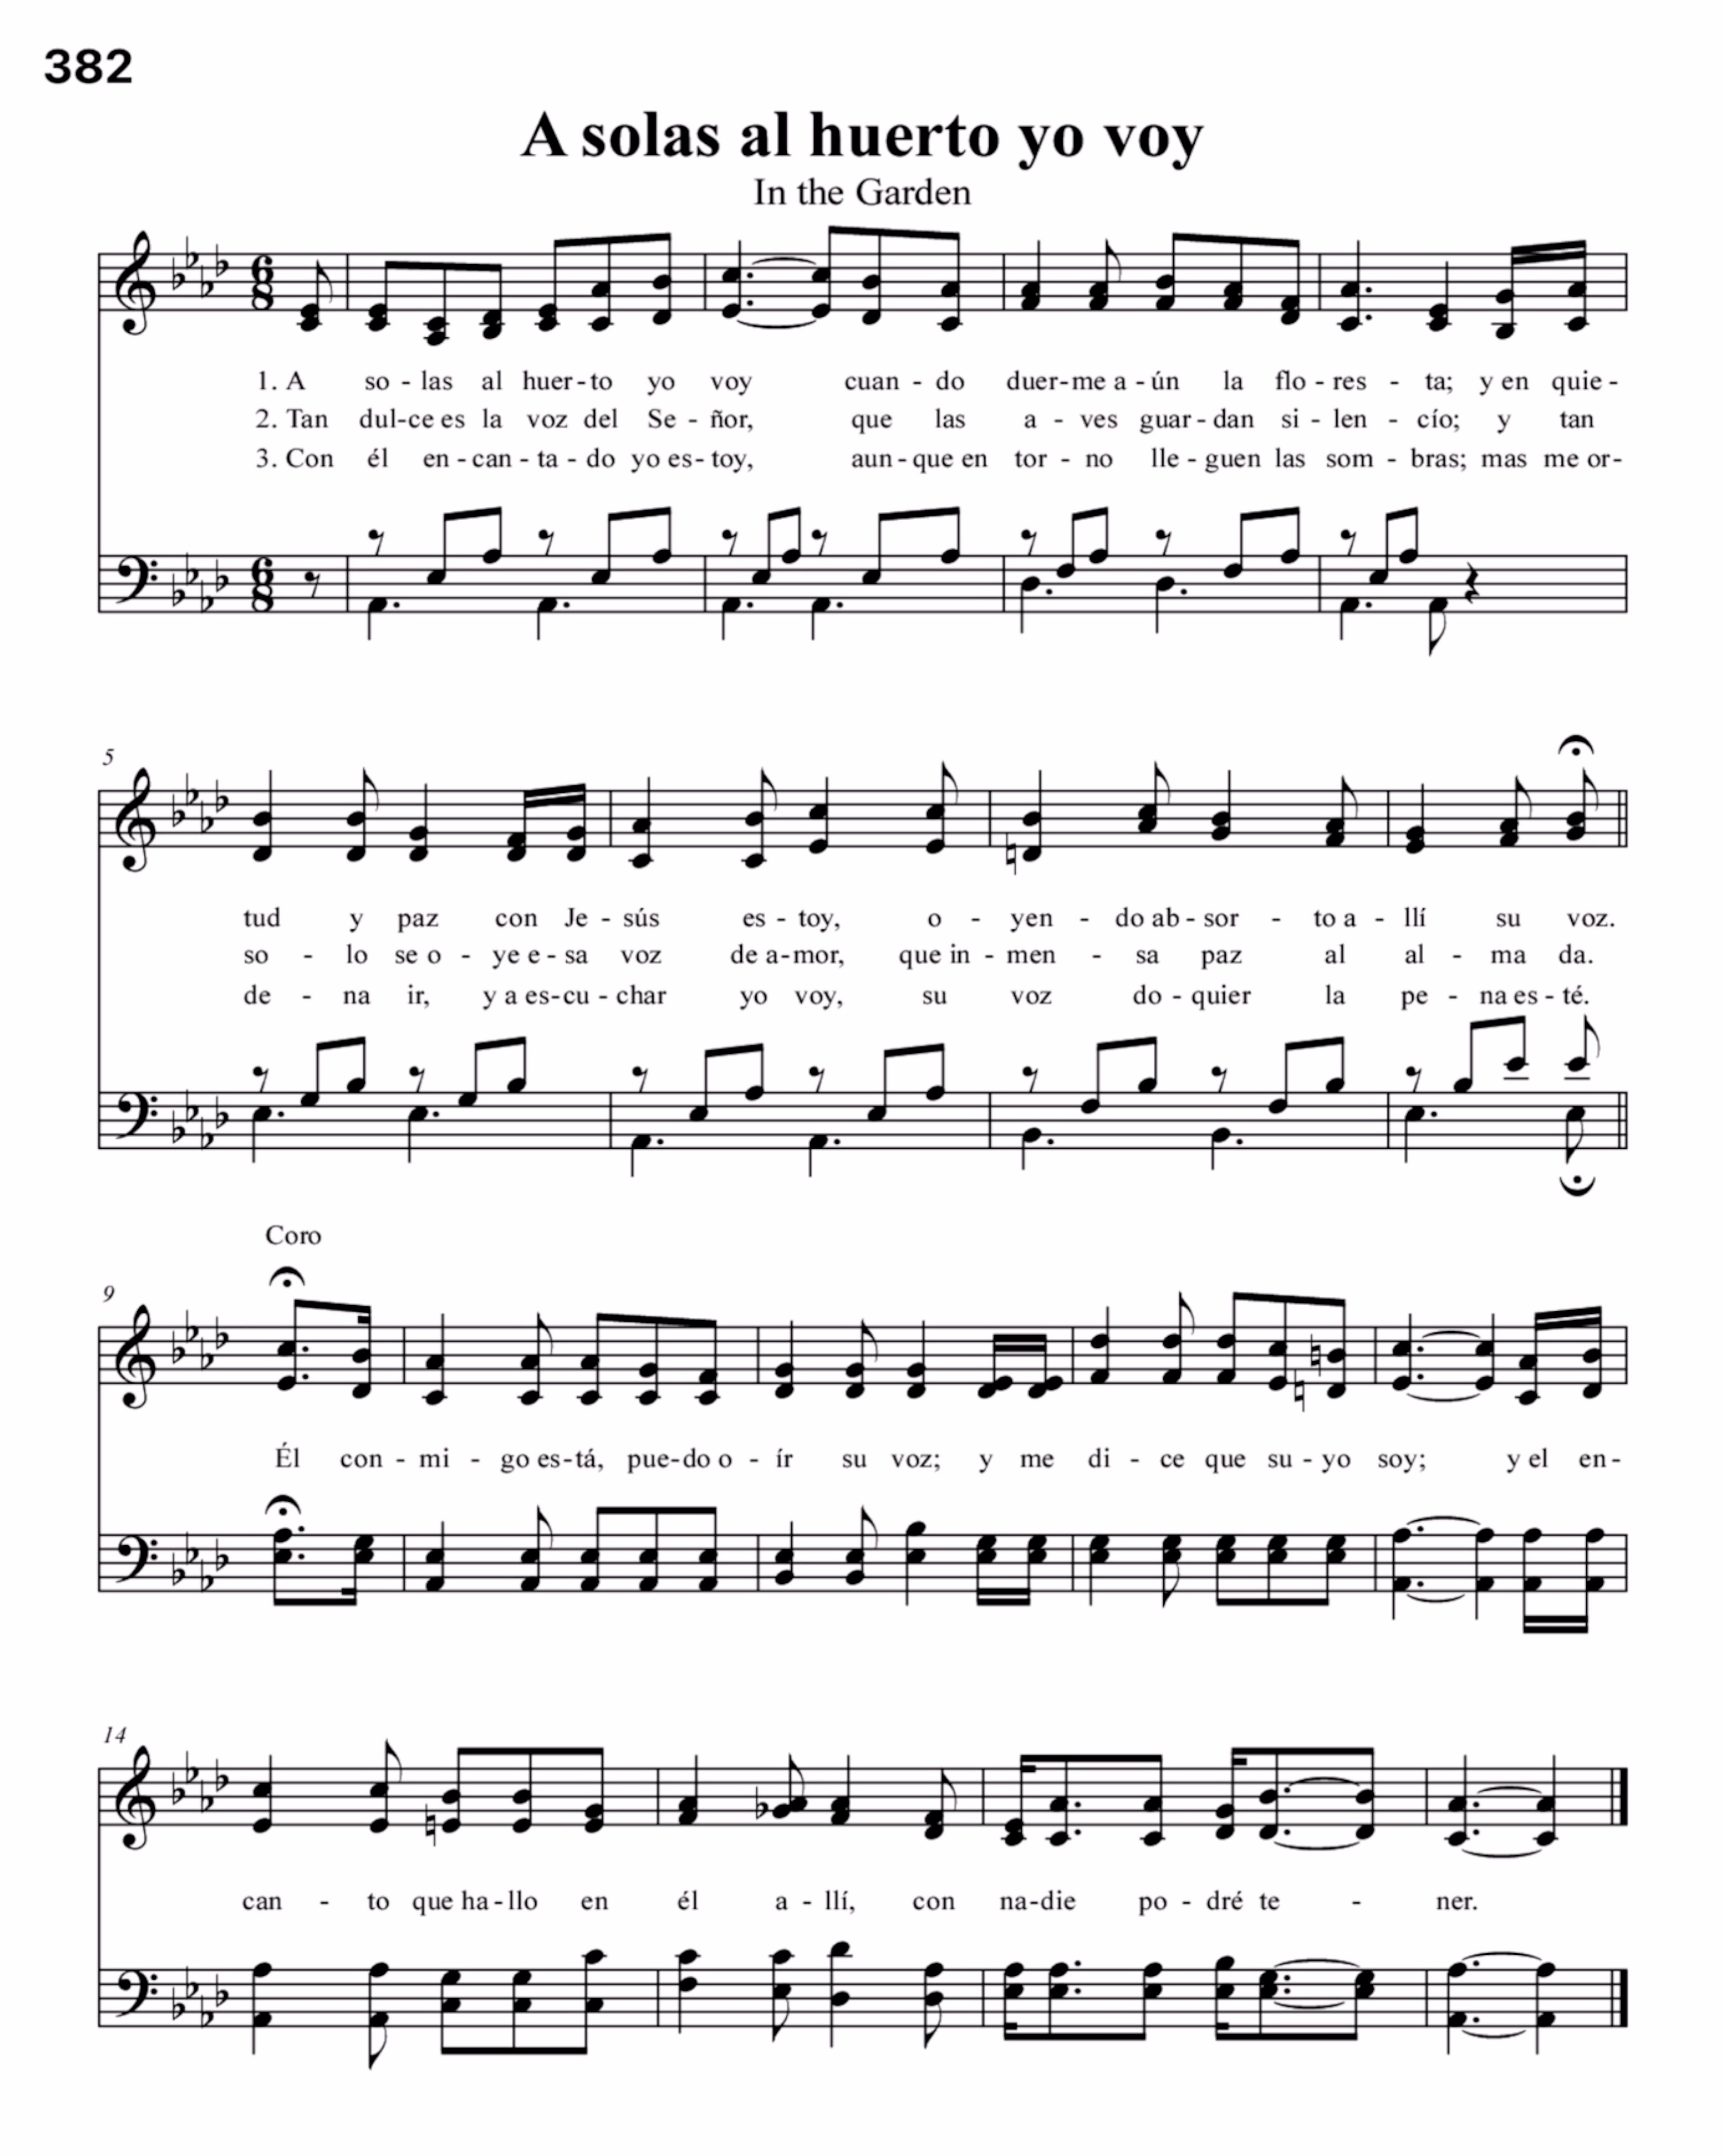 382
A solas al huerto yo voy
In the Garden
6 8
1. A so - las al huer - to yo voy cuan - do duer - me a - ún la flo - res - ta; y en quie -
2. Tan dul - ce es la voz del Se - ñor, que las a - ves guar - dan si - len - cío; y tan
3. Con él en - can - ta - do yo es - toy, aun - que en tor - no lle - guen las som - bras; mas me or -
6 8
5
tud y paz con Je - sús es - toy, o - yen - do ab - sor - to a - llí su voz.
so - lo se o - ye e - sa voz de a - mor, que in - men - sa paz al al - ma da.
de - na ir, y a es - cu - char yo voy, su voz do - quier la pe - na es - té.
Coro
9
Él con - mi - go es - tá, pue - do o - ír su voz; y me di - ce que su - yo soy; y el en -
14
can - to que ha - llo en él a - llí, con na - die po - dré te - ner.